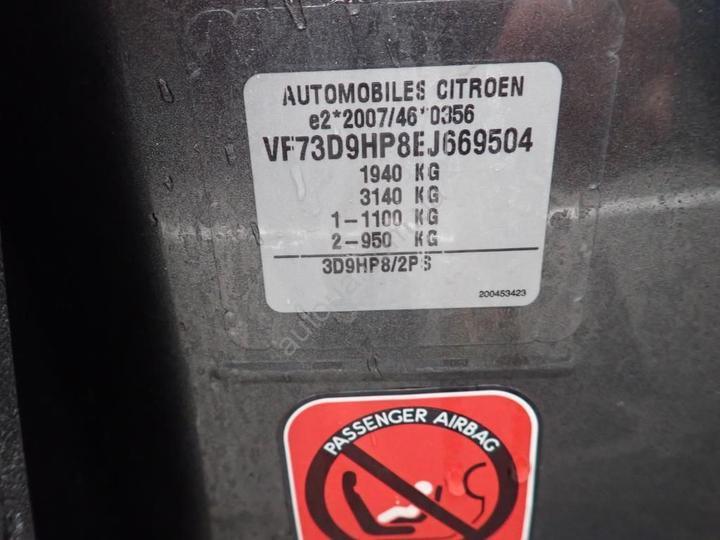 AUTOMOBILES CITROEN
e2*2007/46*0356
VF73D9HP8EJ669504
1940 KG
3140 KG
1-1100 KG
2-950 KG
3D9HP8/2PS
200453423
PASSENGER AIRBAG